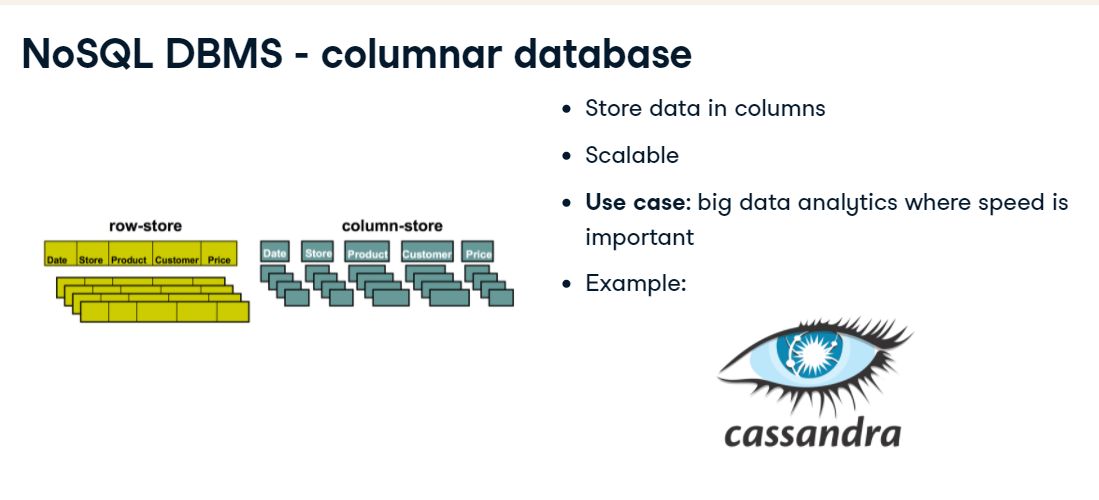 NoSQL DBMS - columnar database
row-store
Date Store Product Customer Price
column-store
Date Store Product Customer Price
• Store data in columns
• Scalable
• Use case: big data analytics where speed is
important
• Example:
cassandra